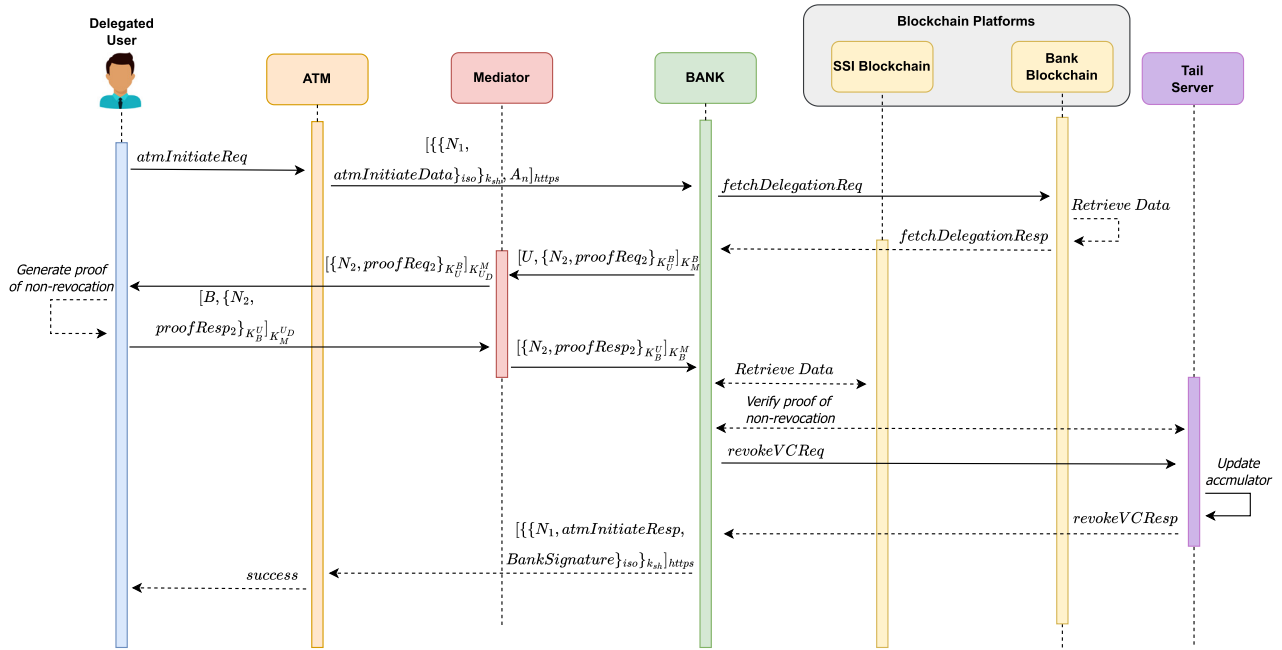 Delegated
User
ATM
Mediator
BANK
Blockchain Platforms
SSI Blockchain
Bank
Blockchain
Tail
Server
atmInitiateReq
[{{N₁,
atmInitiateData}ᵢₛₒ}ₖₛₕ, Aₙ]ₕₜₜₚₛ
fetchDelegationReq
Retrieve Data
fetchDelegationResp
[U, {N₂, proofReq₂}_{K_U^B}]_{K_M^B}
[{N₂, proofReq₂}_{K_U^B}]_{K_{U_D}^M}
Generate proof
of non-revocation
[B, {N₂,
proofResp₂}_{K_B^U}]_{K_M^{U_D}}
[{N₂, proofResp₂}_{K_B^U}]_{K_B^M}
Retrieve Data
Verify proof of
non-revocation
revokeVCReq
Update
accmulator
revokeVCResp
[{{N₁, atmInitiateResp,
BankSignature}ᵢₛₒ}ₖₛₕ]ₕₜₜₚₛ
success